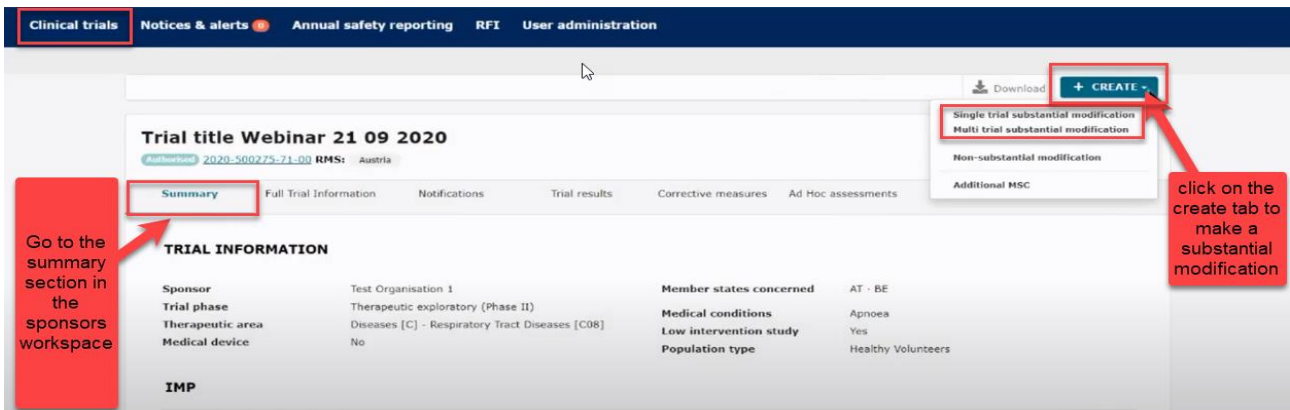 Clinical trials Notices & alerts 0 Annual safety reporting RFI User administration
Download + CREATE
Single trial substantial modification
Multi trial substantial modification
Non-substantial modification
Additional MSC
Trial title Webinar 21 09 2020
Authorised 2020-500275-71-00 RMS: Austria
Summary Full Trial Information Notifications Trial results Corrective measures Ad Hoc assessments
click on the
create tab to
make a
substantial
modification
Go to the
summary
section in
the
sponsors
workspace
TRIAL INFORMATION
Sponsor Test Organisation 1
Trial phase Therapeutic exploratory (Phase II)
Therapeutic area Diseases [C] - Respiratory Tract Diseases [C08]
Medical device No
Member states concerned AT - BE
Medical conditions Apnoea
Low intervention study Yes
Population type Healthy Volunteers
IMP